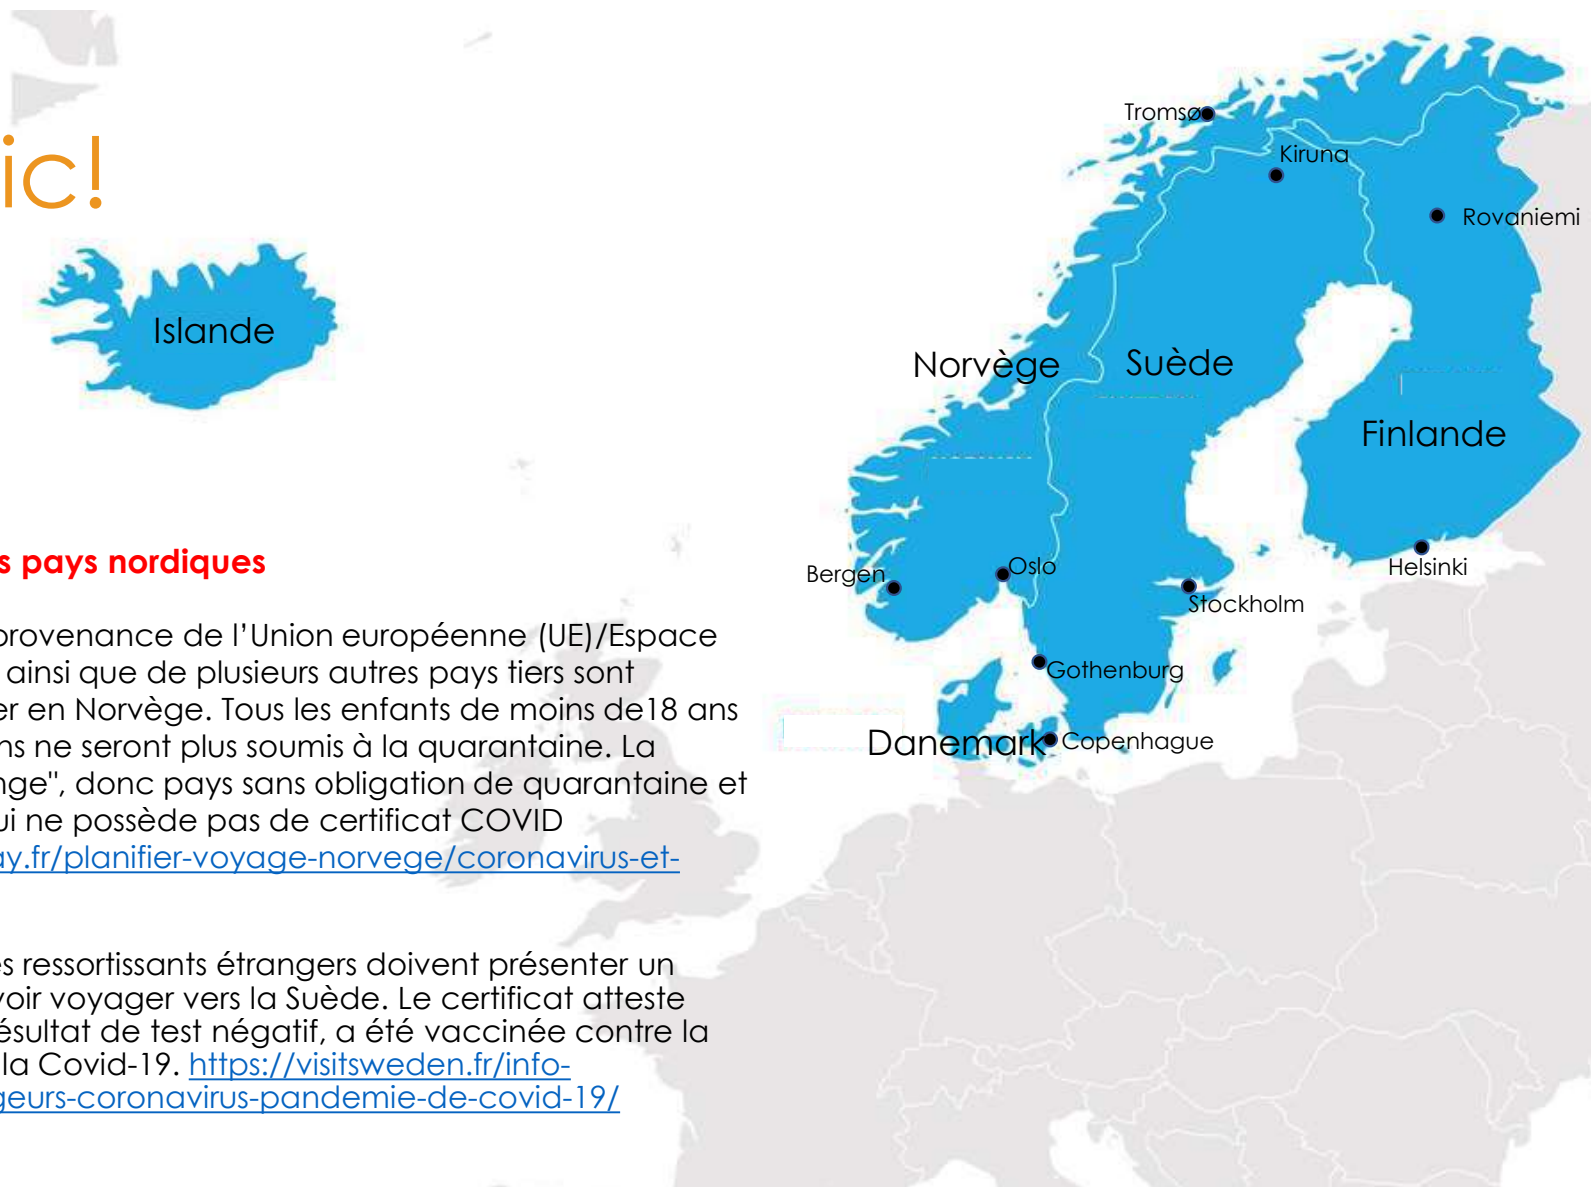 ic!
Tromsø
Kiruna
Rovaniemi
Islande
Norvège
Suède
Finlande
Bergen
Oslo
Stockholm
Helsinki
Gothenburg
Danemark
Copenhague
s pays nordiques
provenance de l’Union européenne (UE)/Espace
ainsi que de plusieurs autres pays tiers sont
er en Norvège. Tous les enfants de moins de18 ans
ns ne seront plus soumis à la quarantaine. La
nge", donc pays sans obligation de quarantaine et
ui ne possède pas de certificat COVID
ay.fr/planifier-voyage-norvege/coronavirus-et-
es ressortissants étrangers doivent présenter un
voir voyager vers la Suède. Le certificat atteste
ésultat de test négatif, a été vaccinée contre la
la Covid-19. https://visitsweden.fr/info-
geurs-coronavirus-pandemie-de-covid-19/